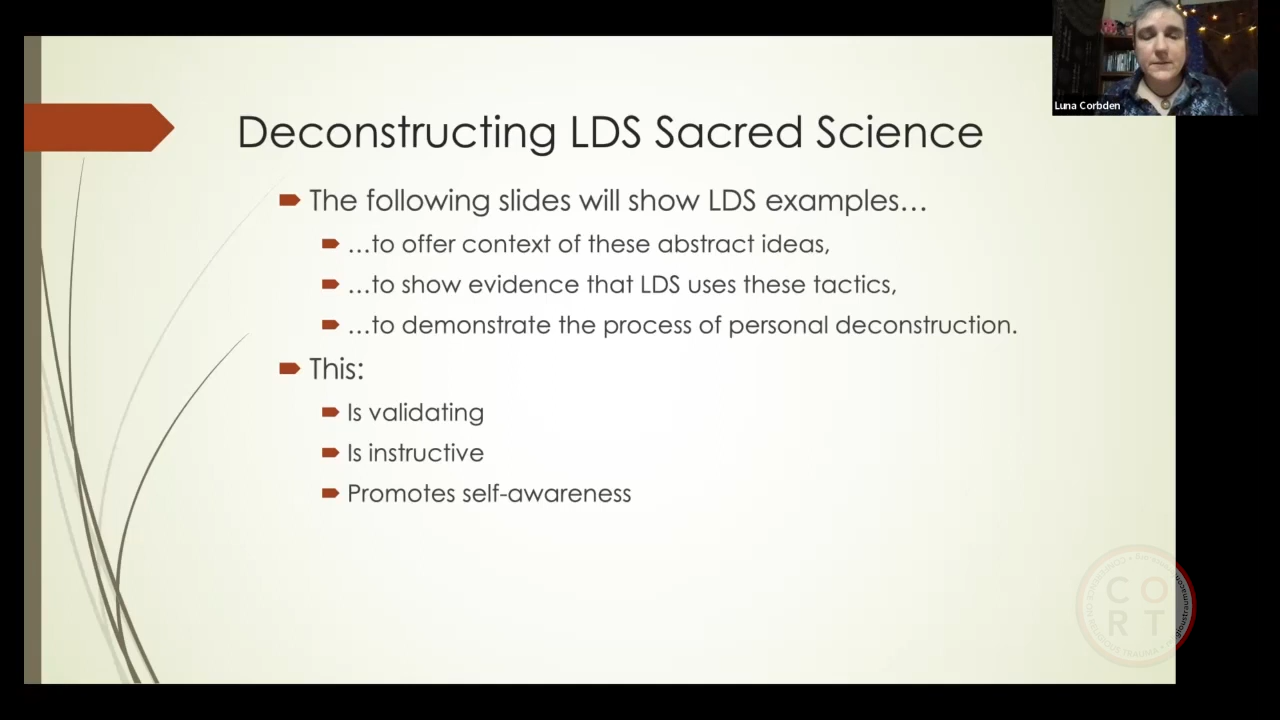 Luna Corbden
Deconstructing LDS Sacred Science
The following slides will show LDS examples…
…to offer context of these abstract ideas,
…to show evidence that LDS uses these tactics,
…to demonstrate the process of personal deconstruction.
This:
Is validating
Is instructive
Promotes self-awareness
CO
RT